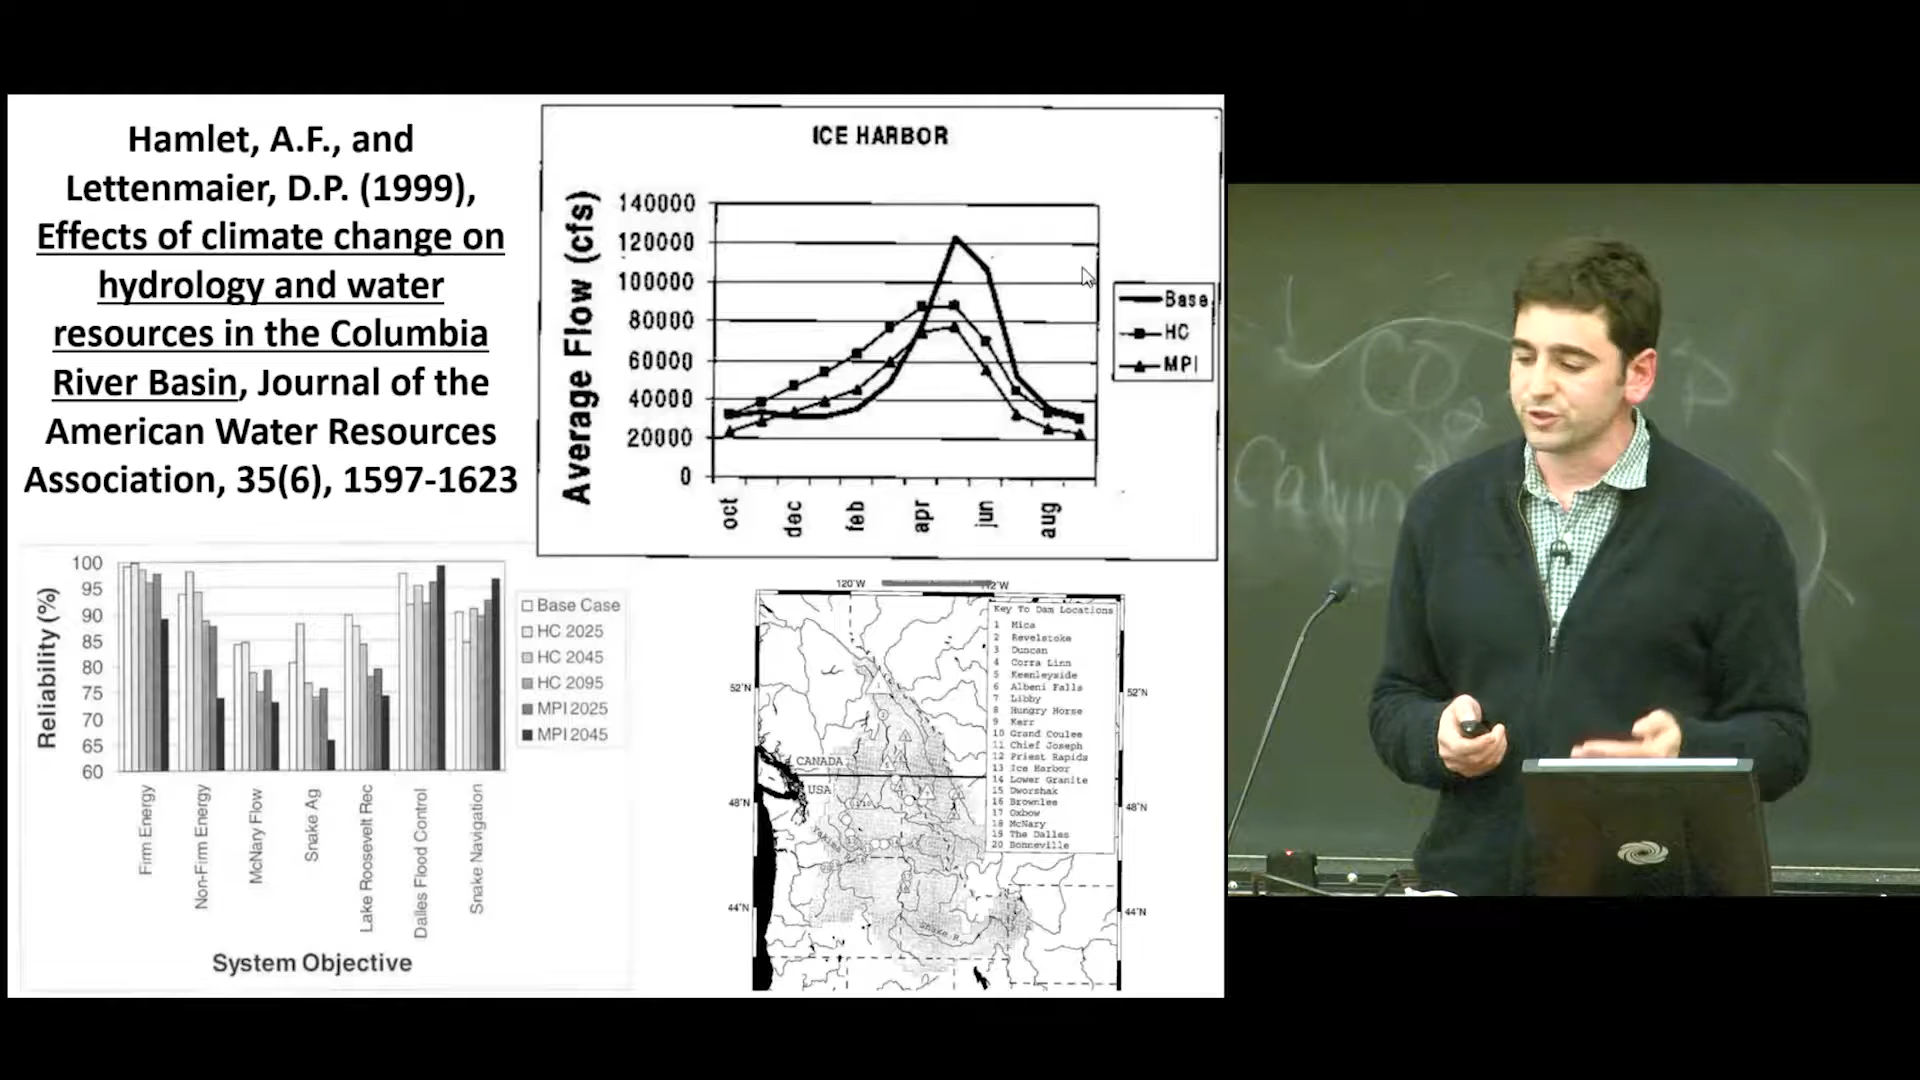 Hamlet, A.F., and
Lettenmaier, D.P. (1999),
Effects of climate change on
hydrology and water
resources in the Columbia
River Basin, Journal of the
American Water Resources
Association, 35(6), 1597-1623
ICE HARBOR
Average Flow (cfs)
140000
120000
100000
80000
60000
40000
20000
0
oct
dec
feb
apr
jun
aug
Base
HC
MPI
Reliability (%)
100
95
90
85
80
75
70
65
60
Firm Energy
Non-Firm Energy
McNary Flow
Snake Ag
Lake Roosevelt Rec
Dalles Flood Control
Snake Navigation
System Objective
Base Case
HC 2025
HC 2045
HC 2095
MPI 2025
MPI 2045
120°W
112°W
52°N
48°N
44°N
52°N
48°N
44°N
CANADA
USA
Snake R.
Key To Dam Locations
1 Mica
2 Revelstoke
3 Duncan
4 Corra Linn
5 Keenleyside
6 Albeni Falls
7 Libby
8 Hungry Horse
9 Kerr
10 Grand Coulee
11 Chief Joseph
12 Priest Rapids
13 Ice Harbor
14 Lower Granite
15 Dworshak
16 Brownlee
17 Oxbow
18 McNary
19 The Dalles
20 Bonneville
CO2
P
Calvin